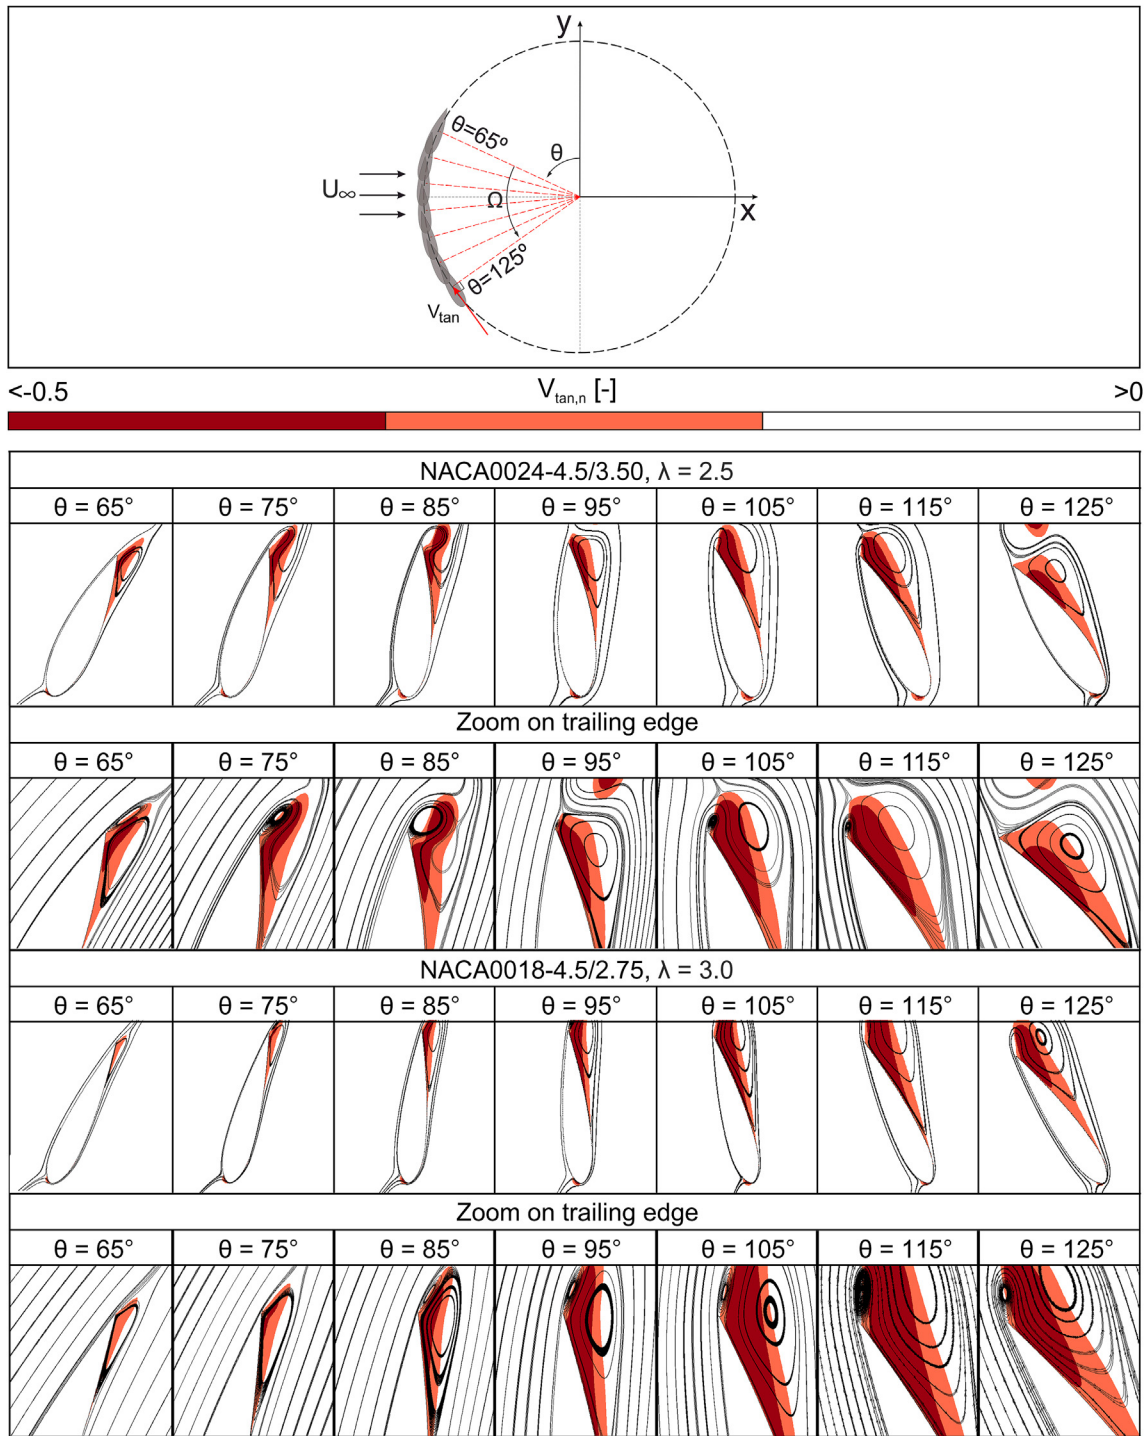 y
θ=65º
θ
U∞
Ω
x
θ=125º
Vtan
<-0.5 Vtan,n [-] >0
NACA0024-4.5/3.50, λ = 2.5
θ = 65° θ = 75° θ = 85° θ = 95° θ = 105° θ = 115° θ = 125°
Zoom on trailing edge
θ = 65° θ = 75° θ = 85° θ = 95° θ = 105° θ = 115° θ = 125°
NACA0018-4.5/2.75, λ = 3.0
θ = 65° θ = 75° θ = 85° θ = 95° θ = 105° θ = 115° θ = 125°
Zoom on trailing edge
θ = 65° θ = 75° θ = 85° θ = 95° θ = 105° θ = 115° θ = 125°